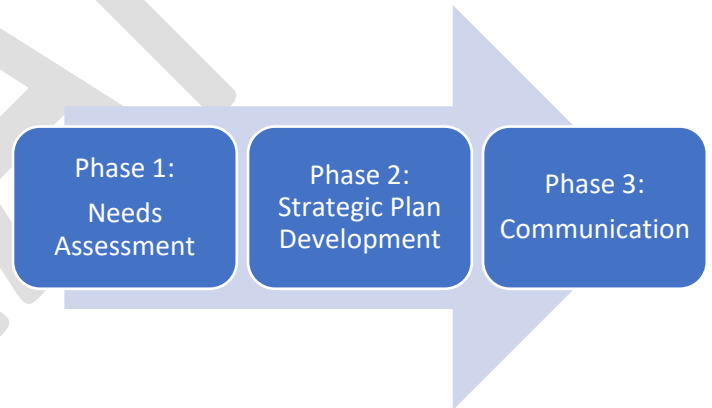 Phase 1:
Needs
Assessment
Phase 2:
Strategic Plan
Development
Phase 3:
Communication